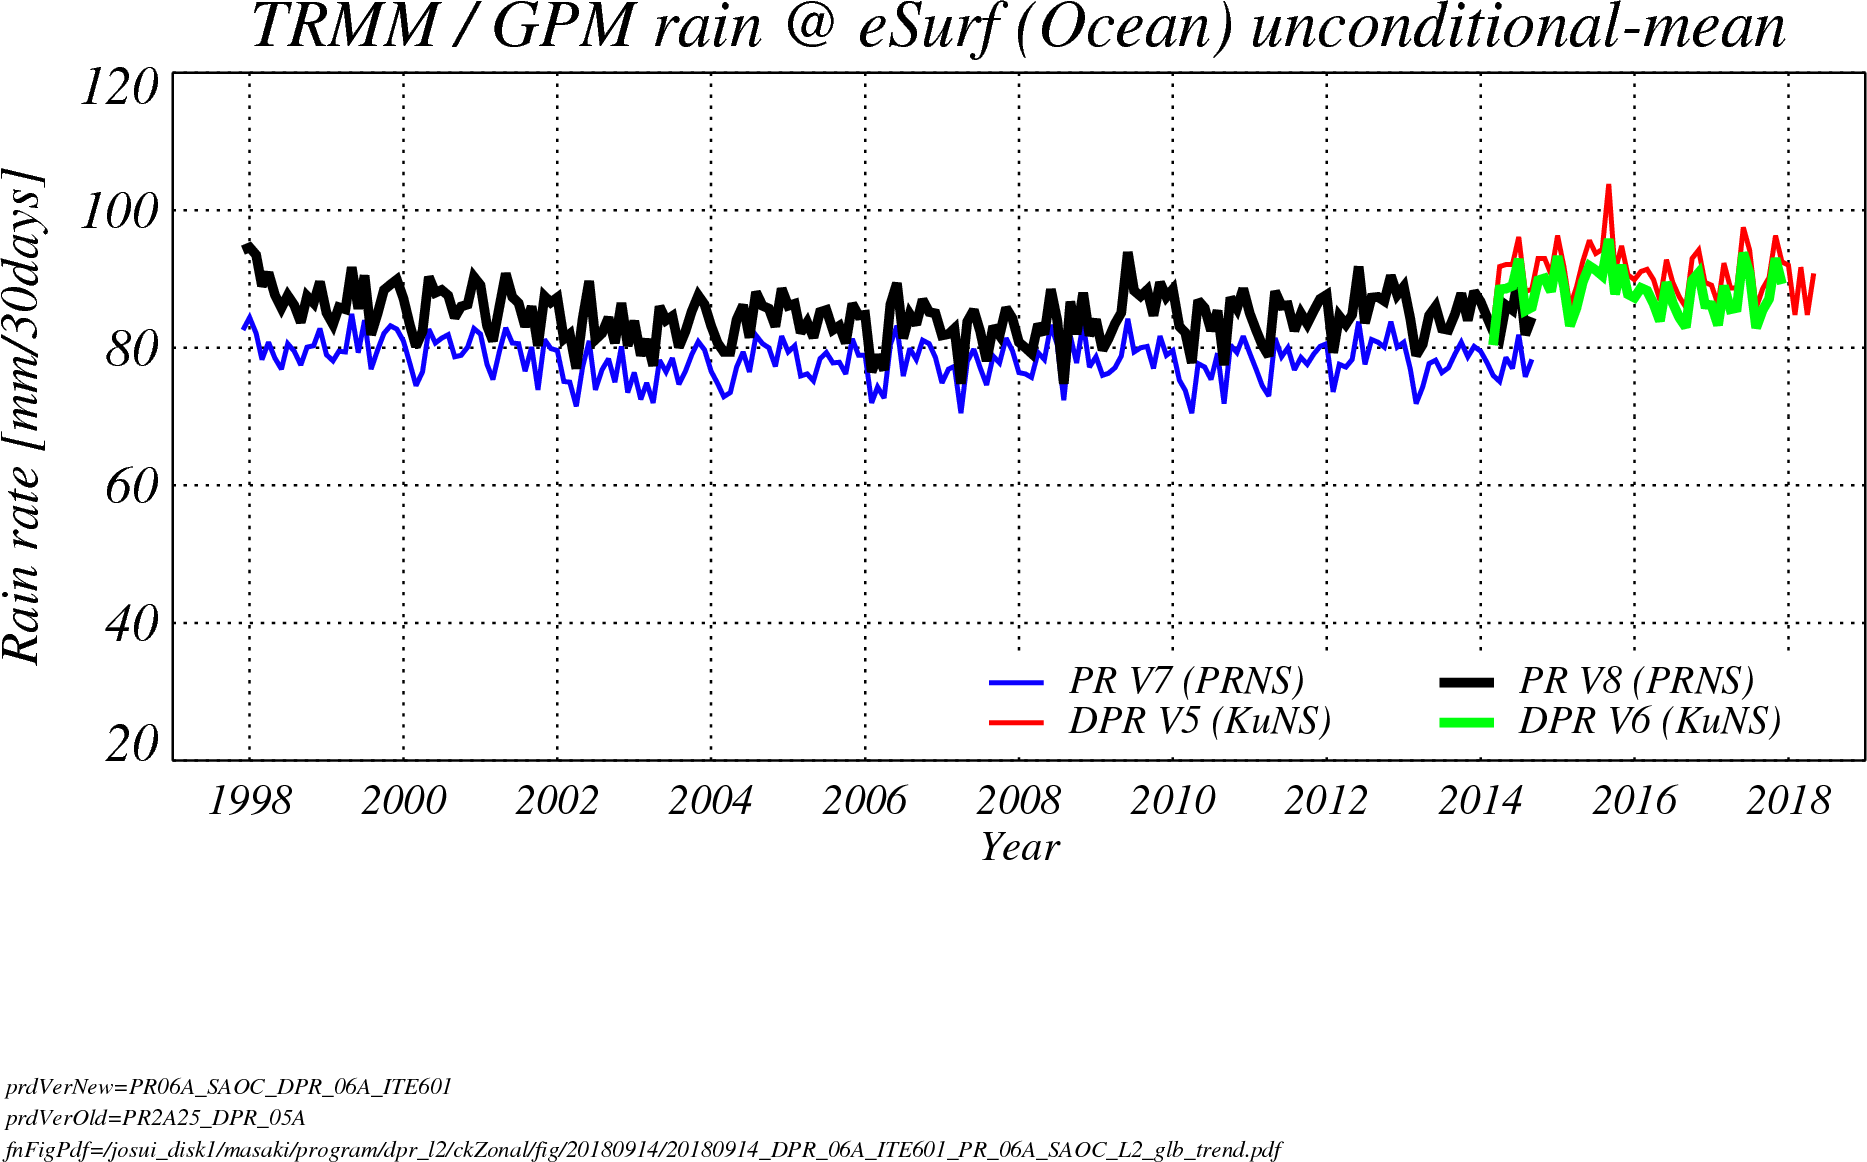 TRMM / GPM rain @ eSurf (Ocean) unconditional-mean
120
100
80
60
40
20
Rain rate [mm/30days]
PR V7 (PRNS) PR V8 (PRNS)
DPR V5 (KuNS) DPR V6 (KuNS)
1998 2000 2002 2004 2006 2008 2010 2012 2014 2016 2018
Year
prdVerNew=PR06A_SAOC_DPR_06A_ITE601
prdVerOld=PR2A25_DPR_05A
fnFigPdf=/josui_disk1/masaki/program/dpr_l2/ckZonal/fig/20180914/20180914_DPR_06A_ITE601_PR_06A_SAOC_L2_glb_trend.pdf